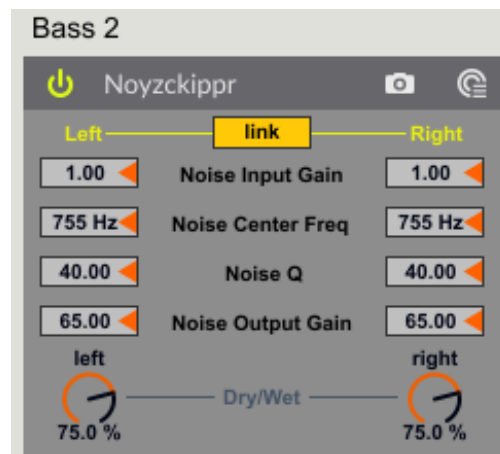 Bass 2
Noyzckippr
Left link Right
1.00 Noise Input Gain 1.00
755 Hz Noise Center Freq 755 Hz
40.00 Noise Q 40.00
65.00 Noise Output Gain 65.00
left right
Dry/Wet
75.0 % 75.0 %